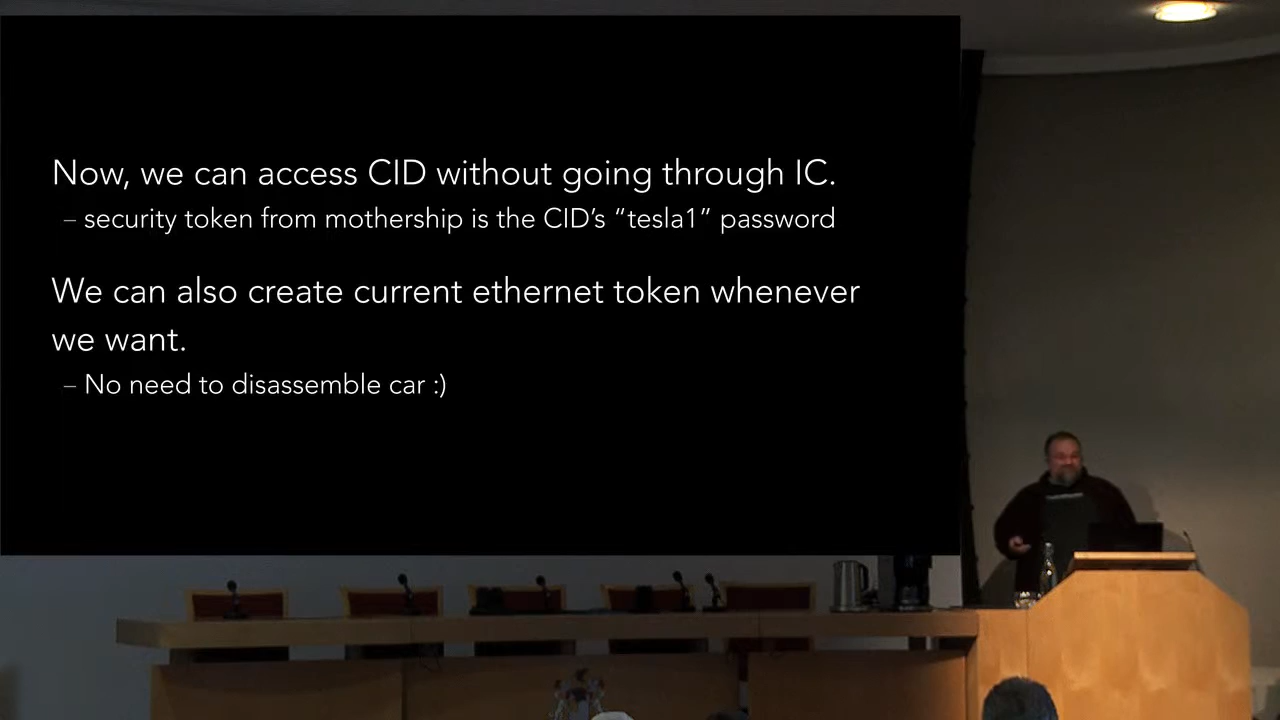 Now, we can access CID without going through IC.
– security token from mothership is the CID’s “tesla1” password
We can also create current ethernet token whenever
we want.
– No need to disassemble car :)